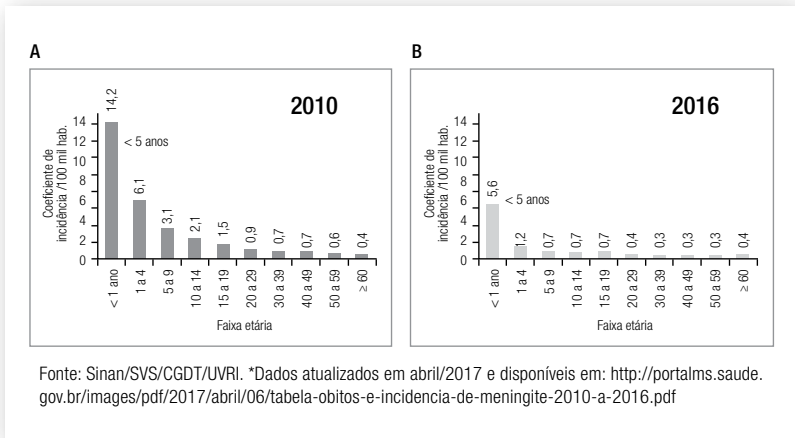 A
2010
Coeficiente de
incidência /100 mil hab.
14
12
10
8
6
4
2
0
14,2
< 5 anos
6,1
3,1
2,1
1,5
0,9
0,7
0,7
0,6
0,4
< 1 ano
1 a 4
5 a 9
10 a 14
15 a 19
20 a 29
30 a 39
40 a 49
50 a 59
≥ 60
Faixa etária
B
2016
Coeficiente de
incidência /100 mil hab.
14
12
10
8
6
4
2
0
5,6
< 5 anos
1,2
0,7
0,7
0,7
0,4
0,3
0,3
0,3
0,4
< 1 ano
1 a 4
5 a 9
10 a 14
15 a 19
20 a 29
30 a 39
40 a 49
50 a 59
≥ 60
Faixa etária
Fonte: Sinan/SVS/CGDT/UVRI. *Dados atualizados em abril/2017 e disponíveis em: http://portalms.saude.
gov.br/images/pdf/2017/abril/06/tabela-obitos-e-incidencia-de-meningite-2010-a-2016.pdf